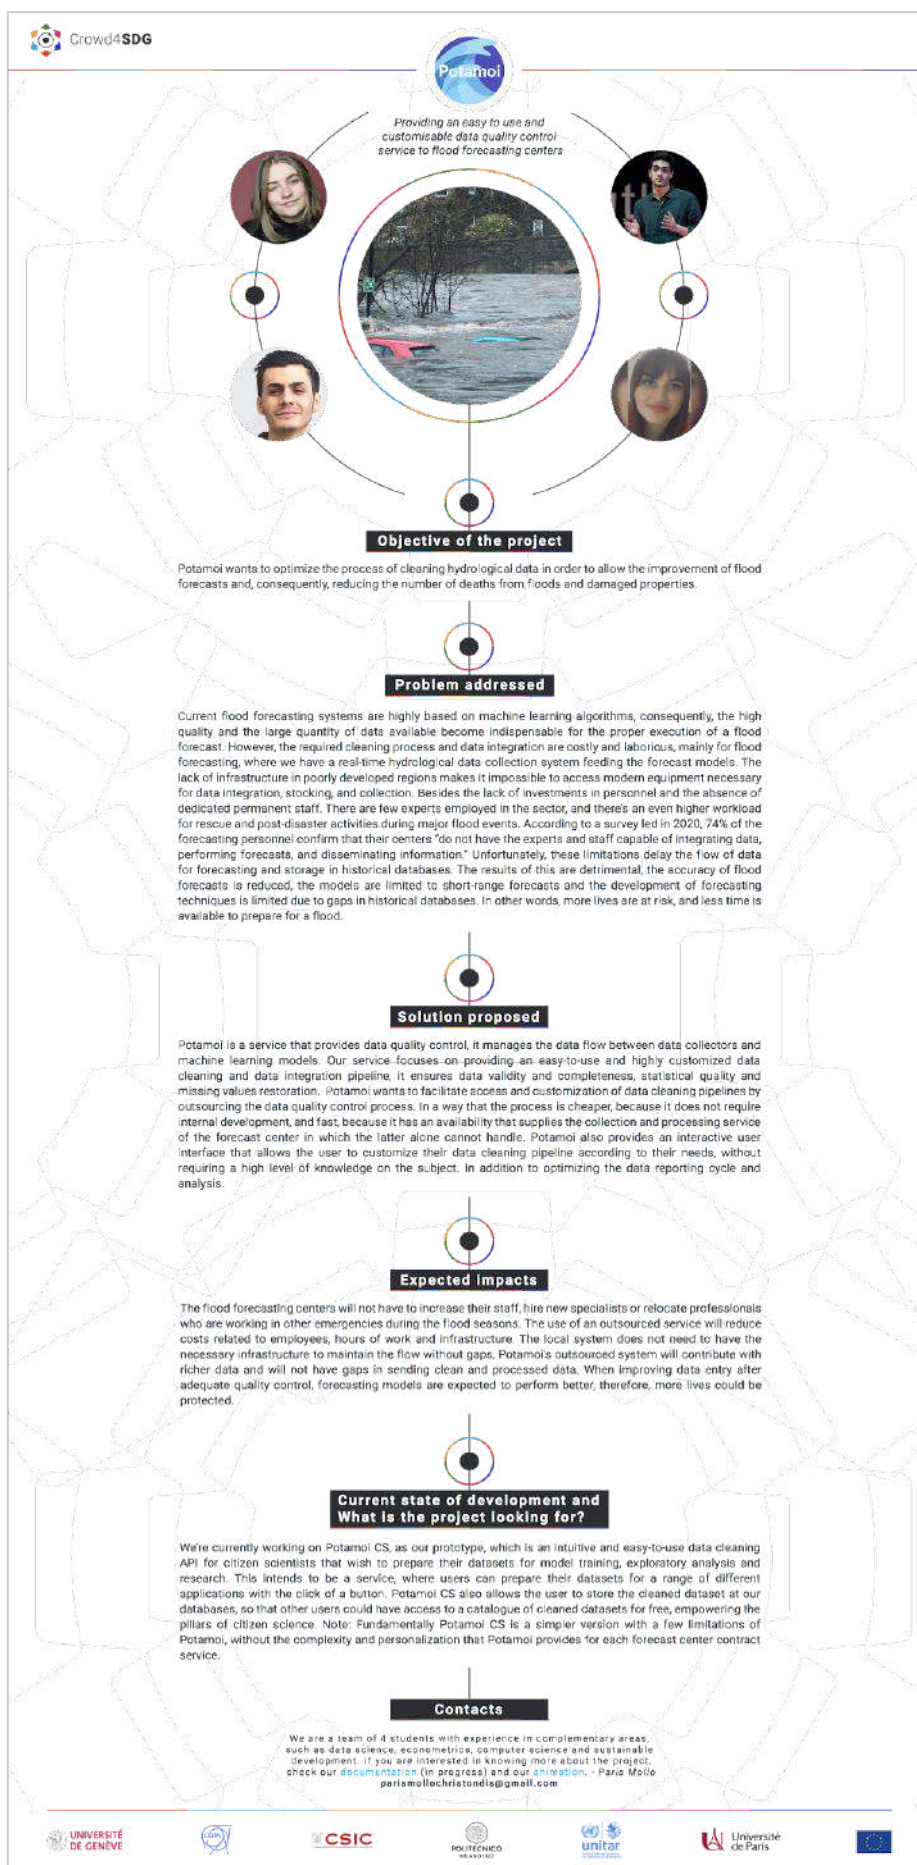 Crowd4SDG
Potamoi
Providing an easy to use and
customisable data quality control
service to flood forecasting centers
Objective of the project
Potamoi wants to optimize the process of cleaning hydrological data in order to allow the improvement of flood
forecasts and, consequently, reducing the number of deaths from floods and damaged properties.
Problem addressed
Current flood forecasting systems are highly based on machine learning algorithms, consequently, the high
quality and the large quantity of data available become indispensable for the proper execution of a flood
forecast. However, the required cleaning process and data integration are costly and laborious, mainly for flood
forecasting, where we have a real-time hydrological data collection system feeding the forecast models. The
lack of infrastructure in poorly developed regions makes it impossible to access modern equipment necessary
for data integration, stocking, and collection. Besides the lack of investments in personnel and the absence of
dedicated permanent staff. There are few experts employed in the sector, and there's an even higher workload
for rescue and post-disaster activities during major flood events. According to a survey led in 2020, 74% of the
forecasting personnel confirm that their centers "do not have the experts and staff capable of integrating data,
performing forecasts, and disseminating information." Unfortunately, these limitations delay the flow of data
for forecasting and storage in historical databases. The results of this are detrimental, the accuracy of flood
forecasts is reduced, the models are limited to short-range forecasts and the development of forecasting
techniques is limited due to gaps in historical databases. In other words, more lives are at risk, and less time is
available to prepare for a flood.
Solution proposed
Potamoi is a service that provides data quality control, it manages the data flow between data collectors and
machine learning models. Our service focuses on providing an easy-to-use and highly customized data
cleaning and data integration pipeline, it ensures data validity and completeness, statistical quality and
missing values restoration. Potamoi wants to facilitate access and customization of data cleaning pipelines by
outsourcing the data quality control process. In a way that the process is cheaper, because it does not require
internal development, and fast, because it has an availability that supplies the collection and processing service
of the forecast center in which the latter alone cannot handle. Potamoi also provides an interactive user
interface that allows the user to customize their data cleaning pipeline according to their needs, without
requiring a high level of knowledge on the subject. In addition to optimizing the data reporting cycle and
analysis.
Expected impacts
The flood forecasting centers will not have to increase their staff, hire new specialists or relocate professionals
who are working in other emergencies during the flood seasons. The use of an outsourced service will reduce
costs related to employees, hours of work and infrastructure. The local system does not need to have the
necessary infrastructure to maintain the flow without gaps, Potamoi's outsourced system will contribute with
richer data and will not have gaps in sending clean and processed data. When improving data entry after
adequate quality control, forecasting models are expected to perform better, therefore, more lives could be
protected.
Current state of development and
What is the project looking for?
We're currently working on Potamoi CS, as our prototype, which is an intuitive and easy-to-use data cleaning
API for citizen scientists that wish to prepare their datasets for model training, exploratory analysis and
research. This intends to be a service, where users can prepare their datasets for a range of different
applications with the click of a button. Potamoi CS also allows the user to store the cleaned dataset at our
databases, so that other users could have access to a catalogue of cleaned datasets for free, empowering the
pillars of citizen science. Note: Fundamentally Potamoi CS is a simpler version with a few limitations of
Potamoi, without the complexity and personalization that Potamoi provides for each forecast center contract
service.
Contacts
We are a team of 4 students with experience in complementary areas,
such as data science, econometrics, computer science and sustainable
development. If you are interested in knowing more about the project,
check our documentation (in progress) and our animation. - Paris Mollo
parismollochristondis@gmail.com
UNIVERSITÉ
DE GENÈVE
CERN
CSIC
POLITECNICO
MILANO 1863
unitar
Université
de Paris